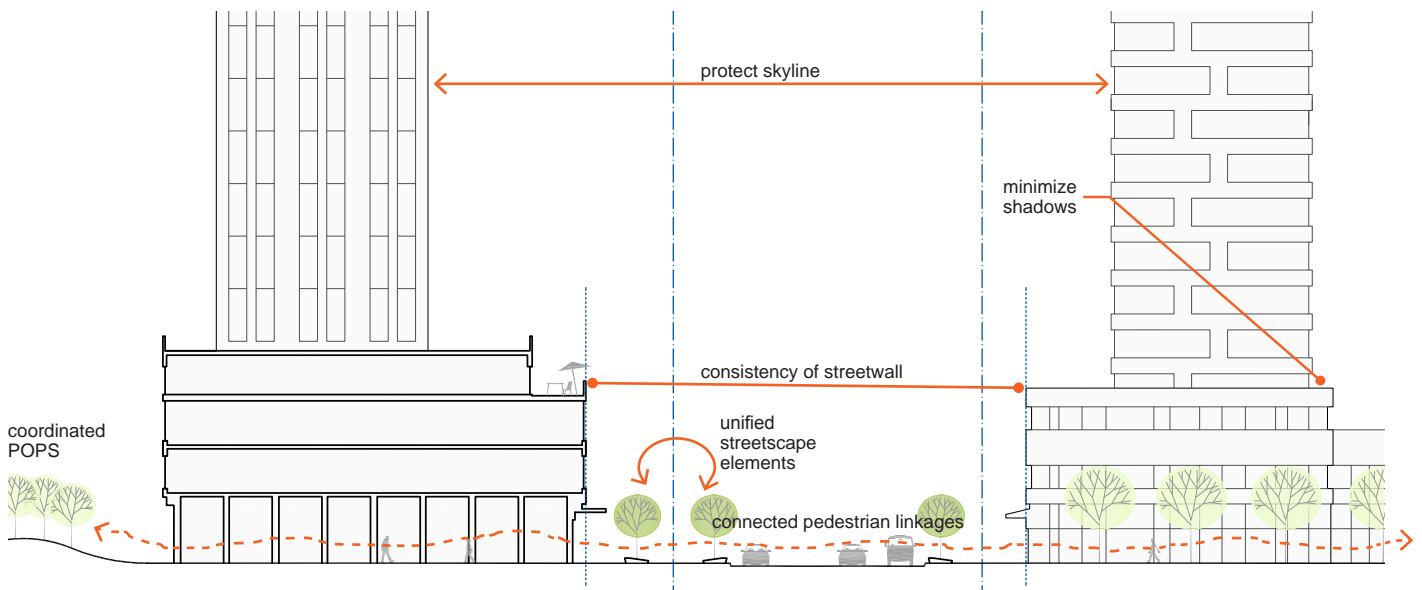 protect skyline
minimize
shadows
consistency of streetwall
coordinated
POPS
unified
streetscape
elements
connected pedestrian linkages